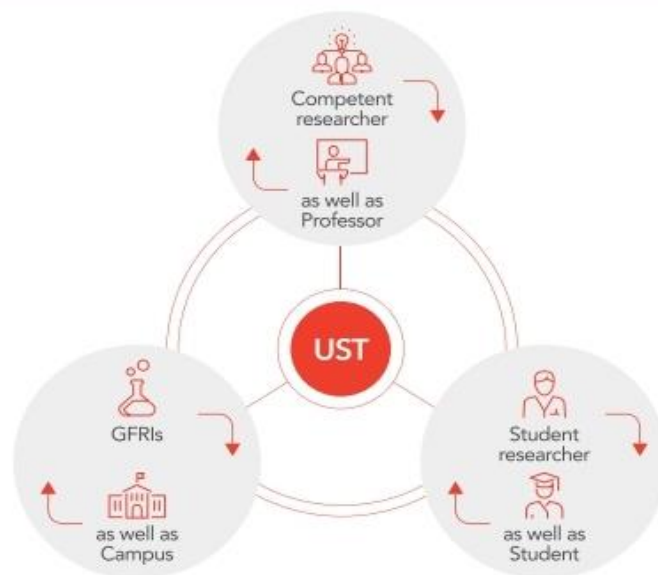 Competent
researcher
as well as
Professor
UST
GFRIs
as well as
Campus
Student
researcher
as well as
Student